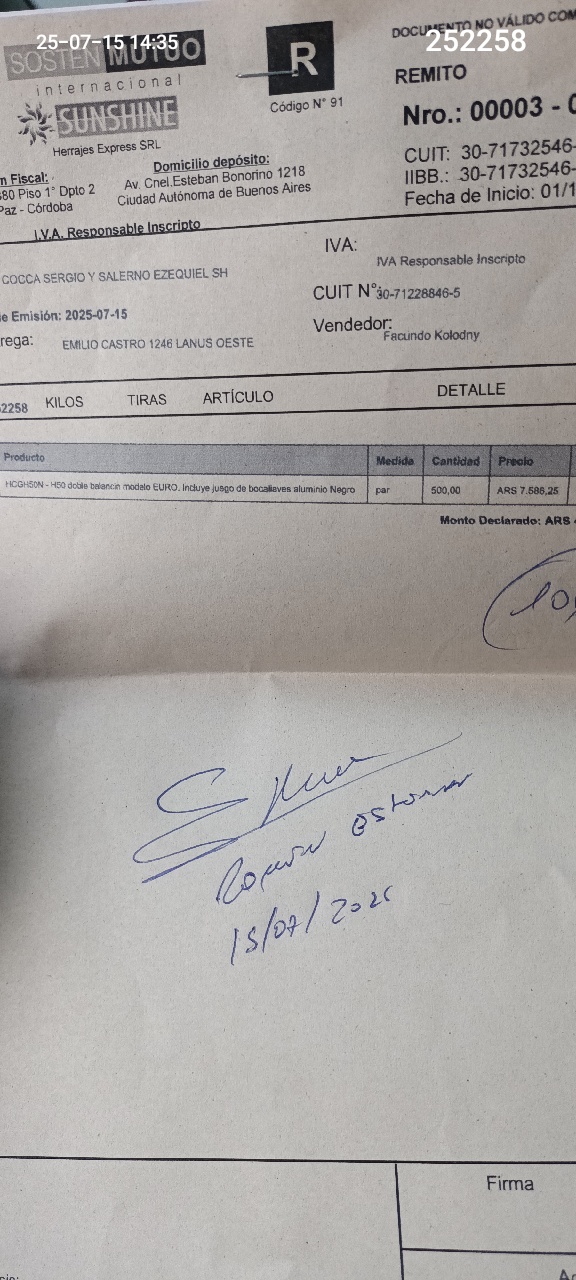 25-07-15 14:35
252258
SOSTÉN MUTUO
internacional
SUNSHINE
Herrajes Express SRL
R
Código N° 91
DOCUMENTO NO VÁLIDO COM
REMITO
Nro.: 00003 - 0
CUIT: 30-71732546-
IIBB.: 30-71732546-
Fecha de Inicio: 01/1
n Fiscal:
680 Piso 1° Dpto 2
Paz - Córdoba
Domicilio depósito:
Av. Cnel.Esteban Bonorino 1218
Ciudad Autónoma de Buenos Aires
I.V.A. Responsable Inscripto
COCCA SERGIO Y SALERNO EZEQUIEL SH
e Emisión: 2025-07-15
rega: EMILIO CASTRO 1246 LANUS OESTE
IVA: IVA Responsable Inscripto
CUIT N°: 30-71228846-5
Vendedor: Facundo Kolodny
2258 KILOS TIRAS ARTÍCULO DETALLE
Producto Medida Cantidad Precio
HCGH50N - H50 doble balancin modelo EURO. Incluye juego de bocallaves aluminio Negro par 500,00 ARS 7.586,25
Monto Declarado: ARS
10,
15/07/2025
Firma